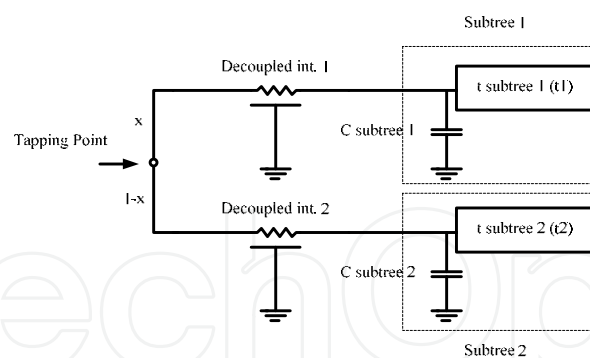 Subtree 1
Decoupled int. 1
t subtree 1 (t1)
x
C subtree 1
Tapping Point
1-x
Decoupled int. 2
t subtree 2 (t2)
C subtree 2
Subtree 2